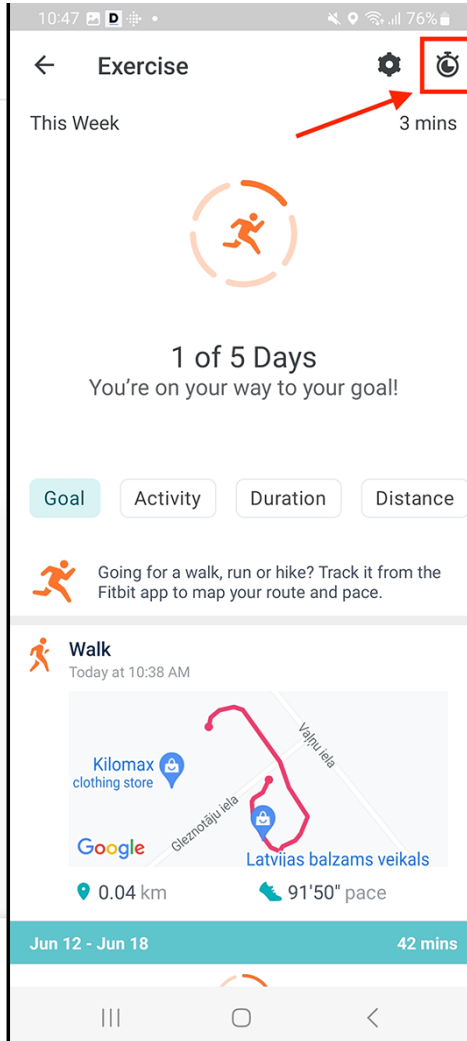 10:47 D
76%
Exercise
This Week 3 mins
1 of 5 Days
You're on your way to your goal!
Goal Activity Duration Distance
Going for a walk, run or hike? Track it from the
Fitbit app to map your route and pace.
Walk
Today at 10:38 AM
Vaļņu iela
Kilomax
clothing store
Gleznotāju iela
Google
Latvijas balzams veikals
0.04 km 91'50" pace
Jun 12 - Jun 18 42 mins